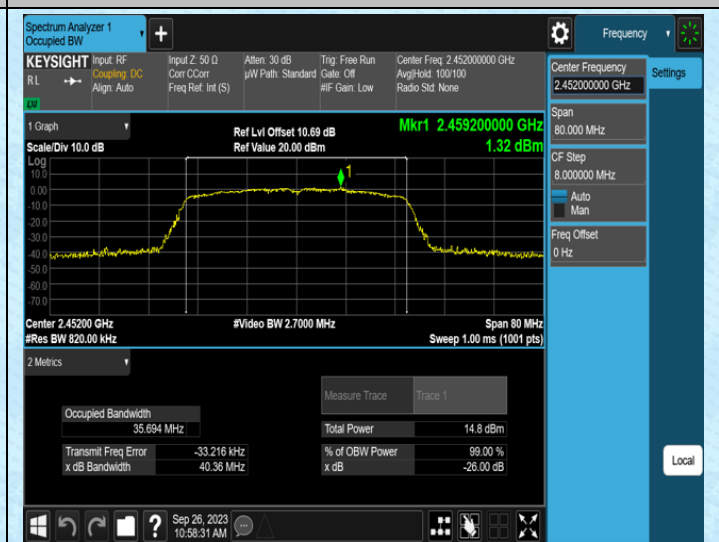 Spectrum Analyzer 1
Occupied BW
+
Frequency
KEYSIGHT
R L
LXI
Input: RF
Coupling: DC
Align: Auto
Input Z: 50 Ω
Corr CCorr
Freq Ref: Int (S)
Atten: 30 dB
µW Path: Standard
Trig: Free Run
Gate: Off
#IF Gain: Low
Center Freq: 2.452000000 GHz
Avg|Hold: 100/100
Radio Std: None
Center Frequency
2.452000000 GHz
Settings
Span
80.000 MHz
CF Step
8.000000 MHz
Auto
Man
Freq Offset
0 Hz
Local
1 Graph
Scale/Div 10.0 dB
Ref Lvl Offset 10.69 dB
Ref Value 20.00 dBm
Mkr1 2.459200000 GHz
1.32 dBm
Log
10.0
0.00
-10.0
-20.0
-30.0
-40.0
-50.0
-60.0
-70.0
1
Center 2.45200 GHz
#Res BW 820.00 kHz
#Video BW 2.7000 MHz
Span 80 MHz
Sweep 1.00 ms (1001 pts)
2 Metrics
Measure Trace Trace 1
Occupied Bandwidth
35.694 MHz
Total Power 14.8 dBm
Transmit Freq Error -33.216 kHz
% of OBW Power 99.00 %
x dB Bandwidth 40.36 MHz
x dB -26.00 dB
?
Sep 26, 2023
10:58:31 AM